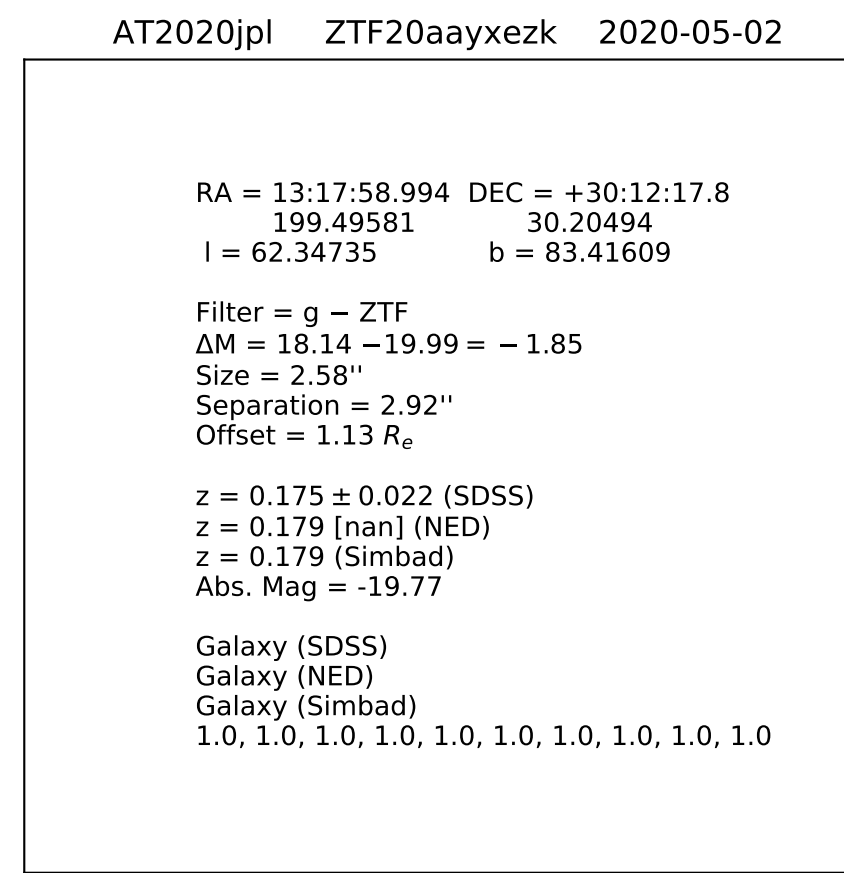 AT2020jpl ZTF20aayxezk 2020-05-02
RA = 13:17:58.994 DEC = +30:12:17.8
199.49581 30.20494
l = 62.34735 b = 83.41609
Filter = g − ZTF
ΔM = 18.14 −19.99 = − 1.85
Size = 2.58''
Separation = 2.92''
Offset = 1.13 Rₑ
z = 0.175 ± 0.022 (SDSS)
z = 0.179 [nan] (NED)
z = 0.179 (Simbad)
Abs. Mag = -19.77
Galaxy (SDSS)
Galaxy (NED)
Galaxy (Simbad)
1.0, 1.0, 1.0, 1.0, 1.0, 1.0, 1.0, 1.0, 1.0, 1.0